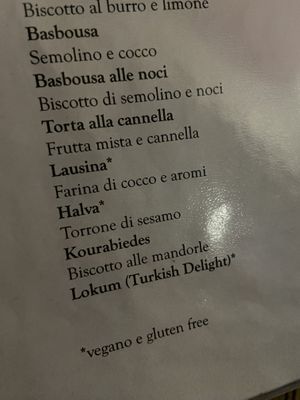 Biscotto al burro e limone
Basbousa
Semolino e cocco
Basbousa alle noci
Biscotto di semolino e noci
Torta alla cannella
Frutta mista e cannella
Lausina*
Farina di cocco e aromi
Halva*
Torrone di sesamo
Kourabiedes
Biscotto alle mandorle
Lokum (Turkish Delight)*
*vegano e gluten free